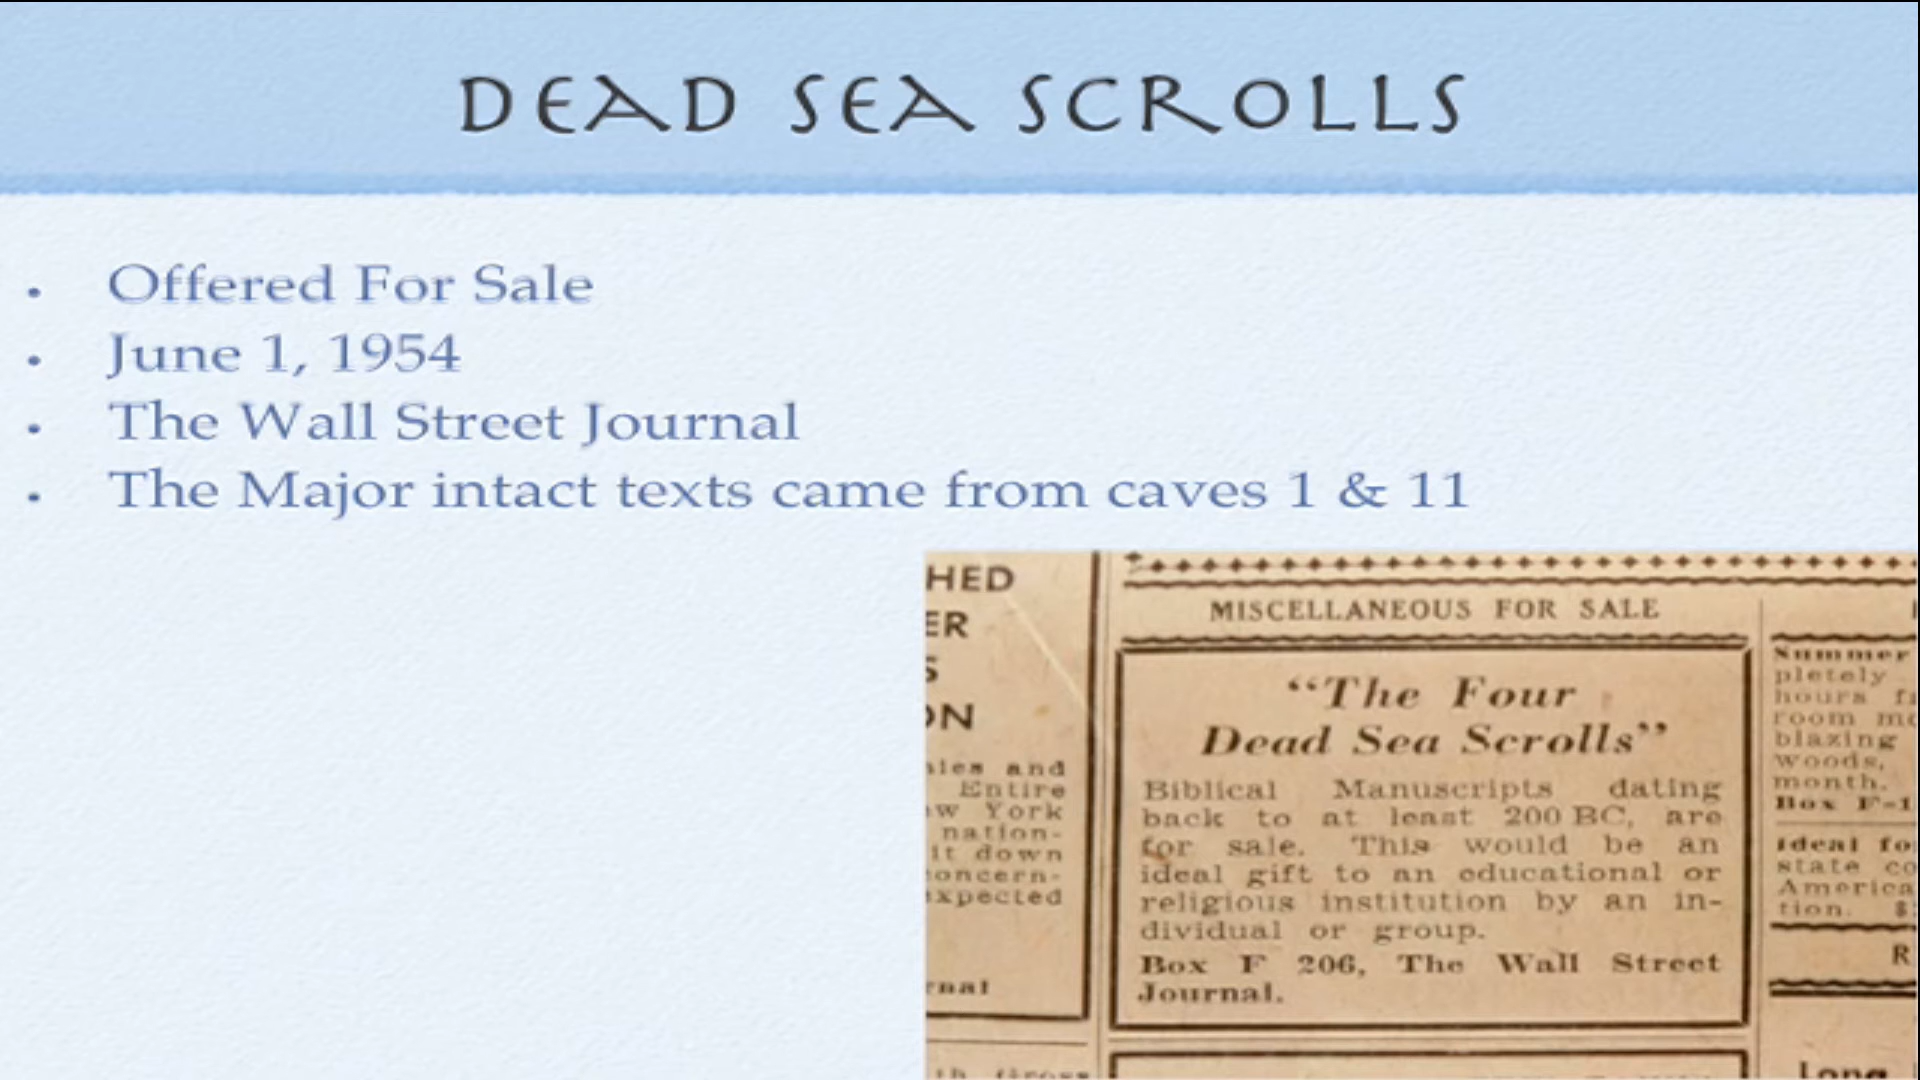 DEAD SEA SCROLLS
• Offered For Sale
• June 1, 1954
• The Wall Street Journal
• The Major intact texts came from caves 1 & 11
HED
ER
S
ON
and
Entire
York
nation-
it down
concern-
expected
MISCELLANEOUS FOR SALE
“The Four
Dead Sea Scrolls”
Biblical Manuscripts dating
back to at least 200 BC, are
for sale. This would be an
ideal gift to an educational or
religious institution by an in-
dividual or group.
Box F 206, The Wall Street
Journal.
Summer
pletely
hours
room
blazing
woods,
month.
Box F-1
Ideal fo
state co
America
tion. $
R
Long